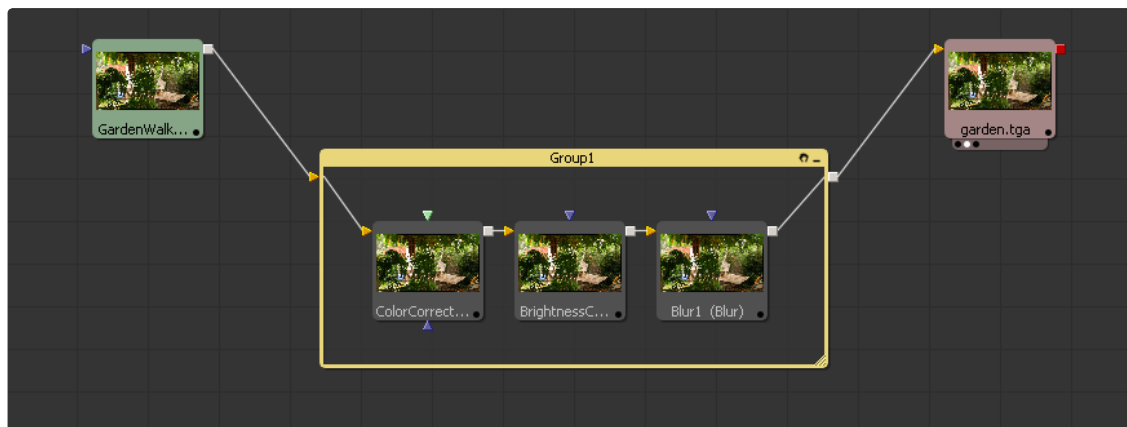 GardenWalk...
Group1
garden.tga
ColorCorrect...
BrightnessC...
Blur1 (Blur)